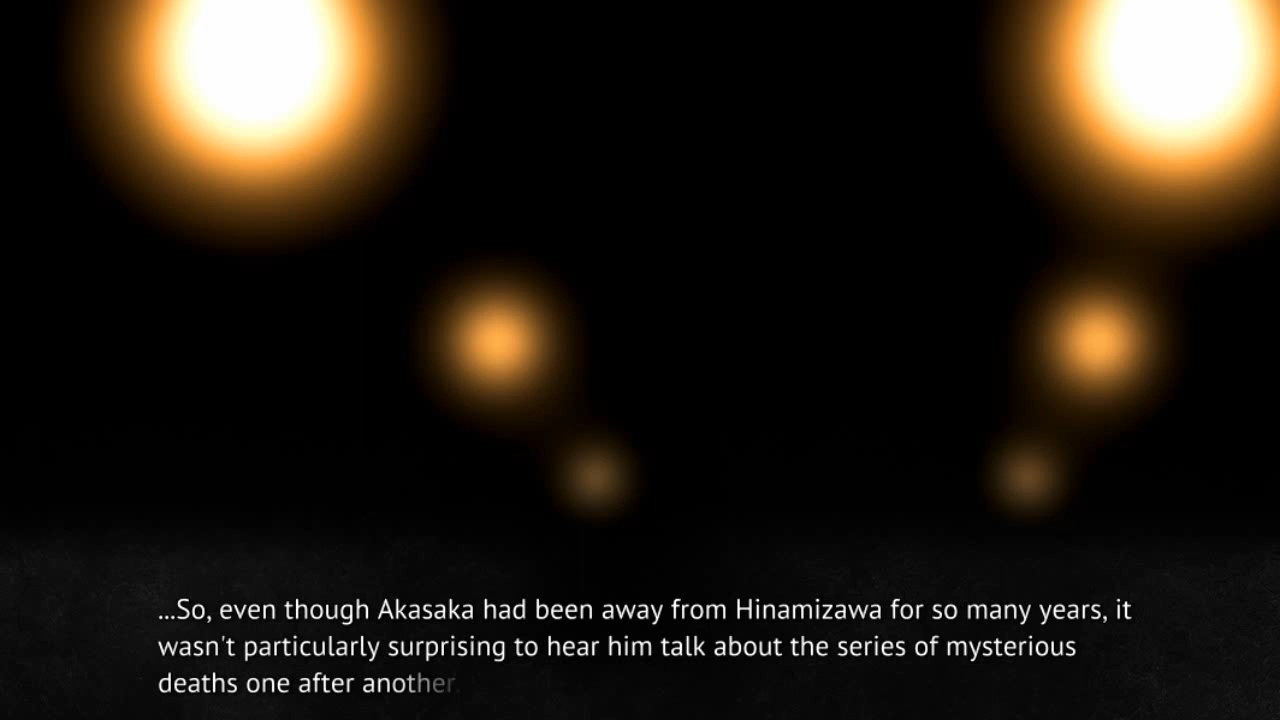 ...So, even though Akasaka had been away from Hinamizawa for so many years, it
wasn't particularly surprising to hear him talk about the series of mysterious
deaths one after another.